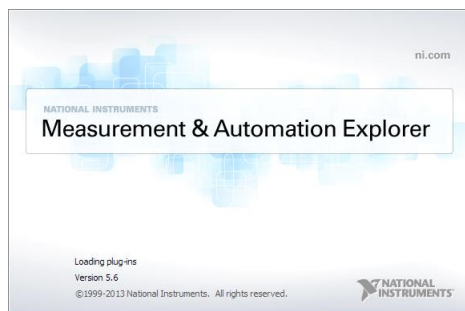 ni.com
NATIONAL INSTRUMENTS
Measurement & Automation Explorer
Loading plug-ins
Version 5.6
©1999-2013 National Instruments. All rights reserved.
NATIONAL
INSTRUMENTS